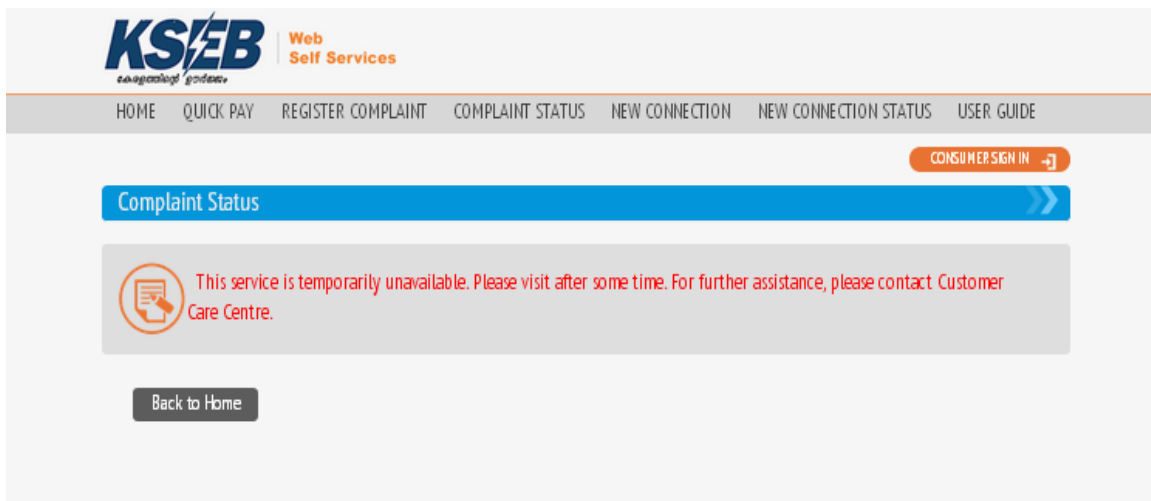 KSEB
Web
Self Services
കേരളത്തിന്റെ ഊർജ്ജം
HOME QUICK PAY REGISTER COMPLAINT COMPLAINT STATUS NEW CONNECTION NEW CONNECTION STATUS USER GUIDE
CONSUMER SIGN IN
Complaint Status
This service is temporarily unavailable. Please visit after some time. For further assistance, please contact Customer
Care Centre.
Back to Home